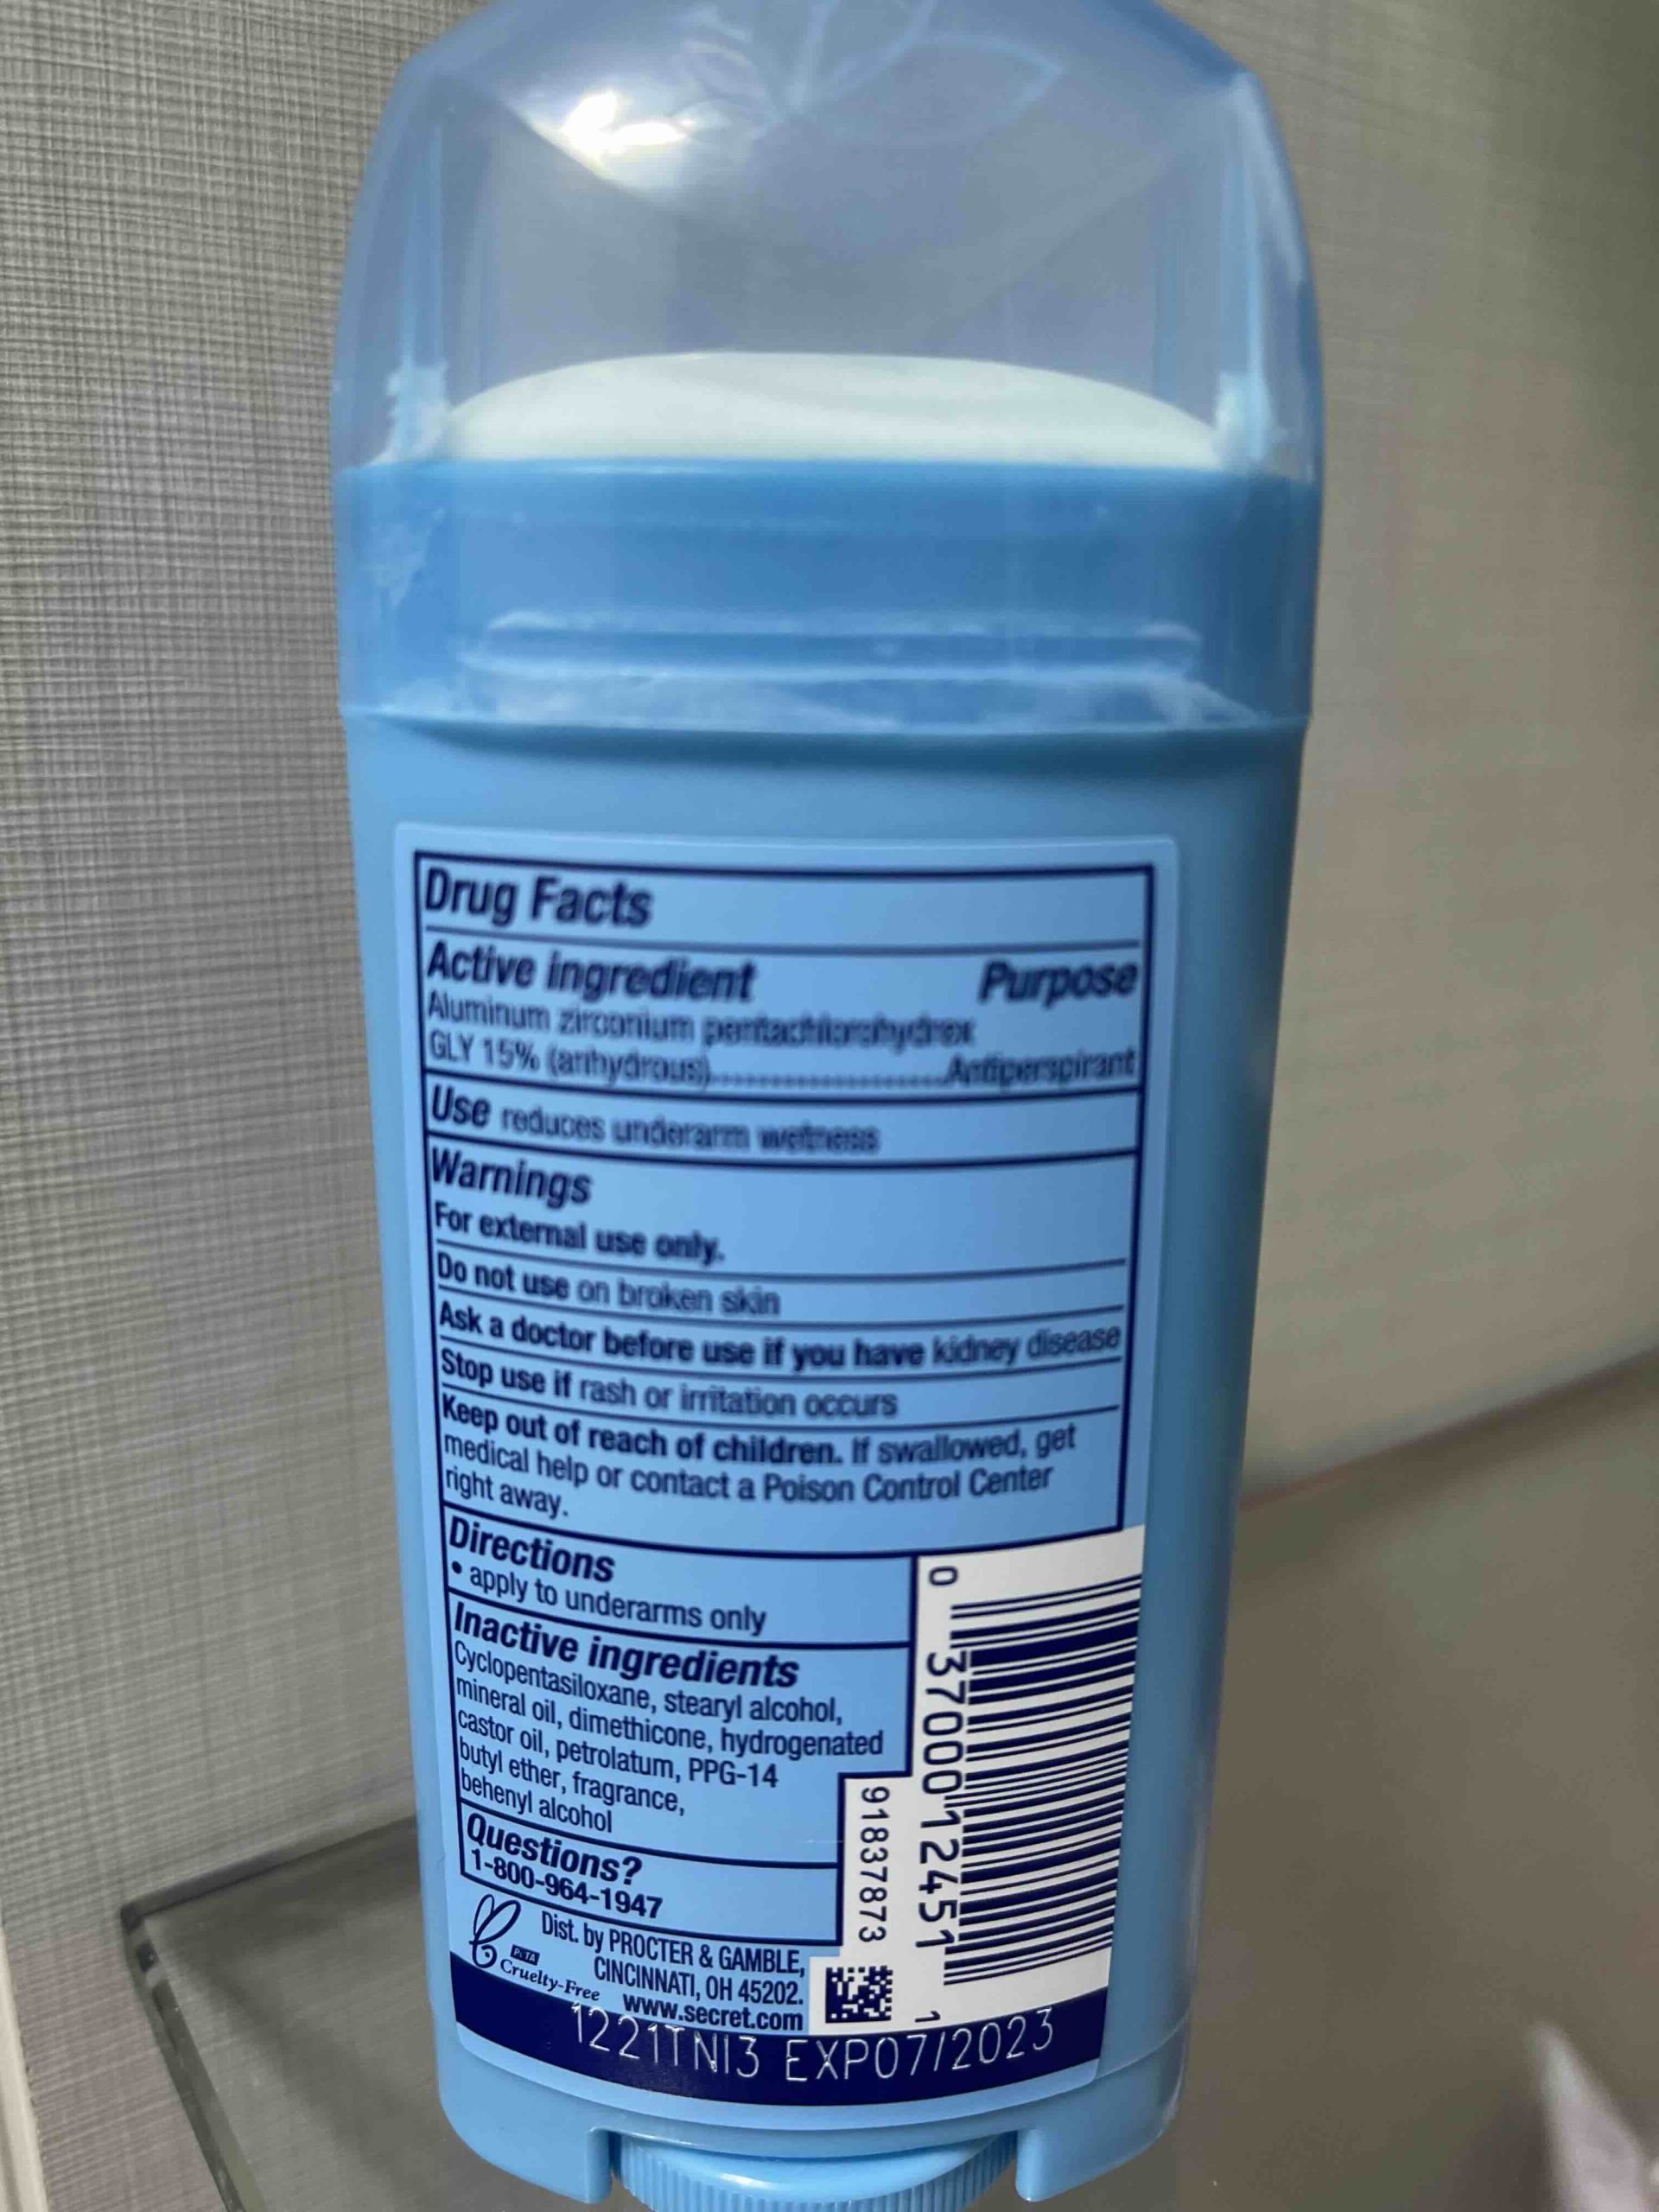 Drug Facts
Active ingredient Purpose
Aluminum zirconium pentachlorohydrex
GLY 15% (anhydrous)........................Antiperspirant
Use reduces underarm wetness
Warnings
For external use only.
Do not use on broken skin
Ask a doctor before use if you have kidney disease
Stop use if rash or irritation occurs
Keep out of reach of children. If swallowed, get
medical help or contact a Poison Control Center
right away.
Directions
• apply to underarms only
Inactive ingredients
Cyclopentasiloxane, stearyl alcohol,
mineral oil, dimethicone, hydrogenated
castor oil, petrolatum, PPG-14
butyl ether, fragrance,
behenyl alcohol
Questions?
1-800-964-1947
Dist. by PROCTER & GAMBLE,
CINCINNATI, OH 45202.
www.secret.com
PETA
Cruelty-Free
0 37000 12451 1
91837873
1221TN13 EXP07/2023